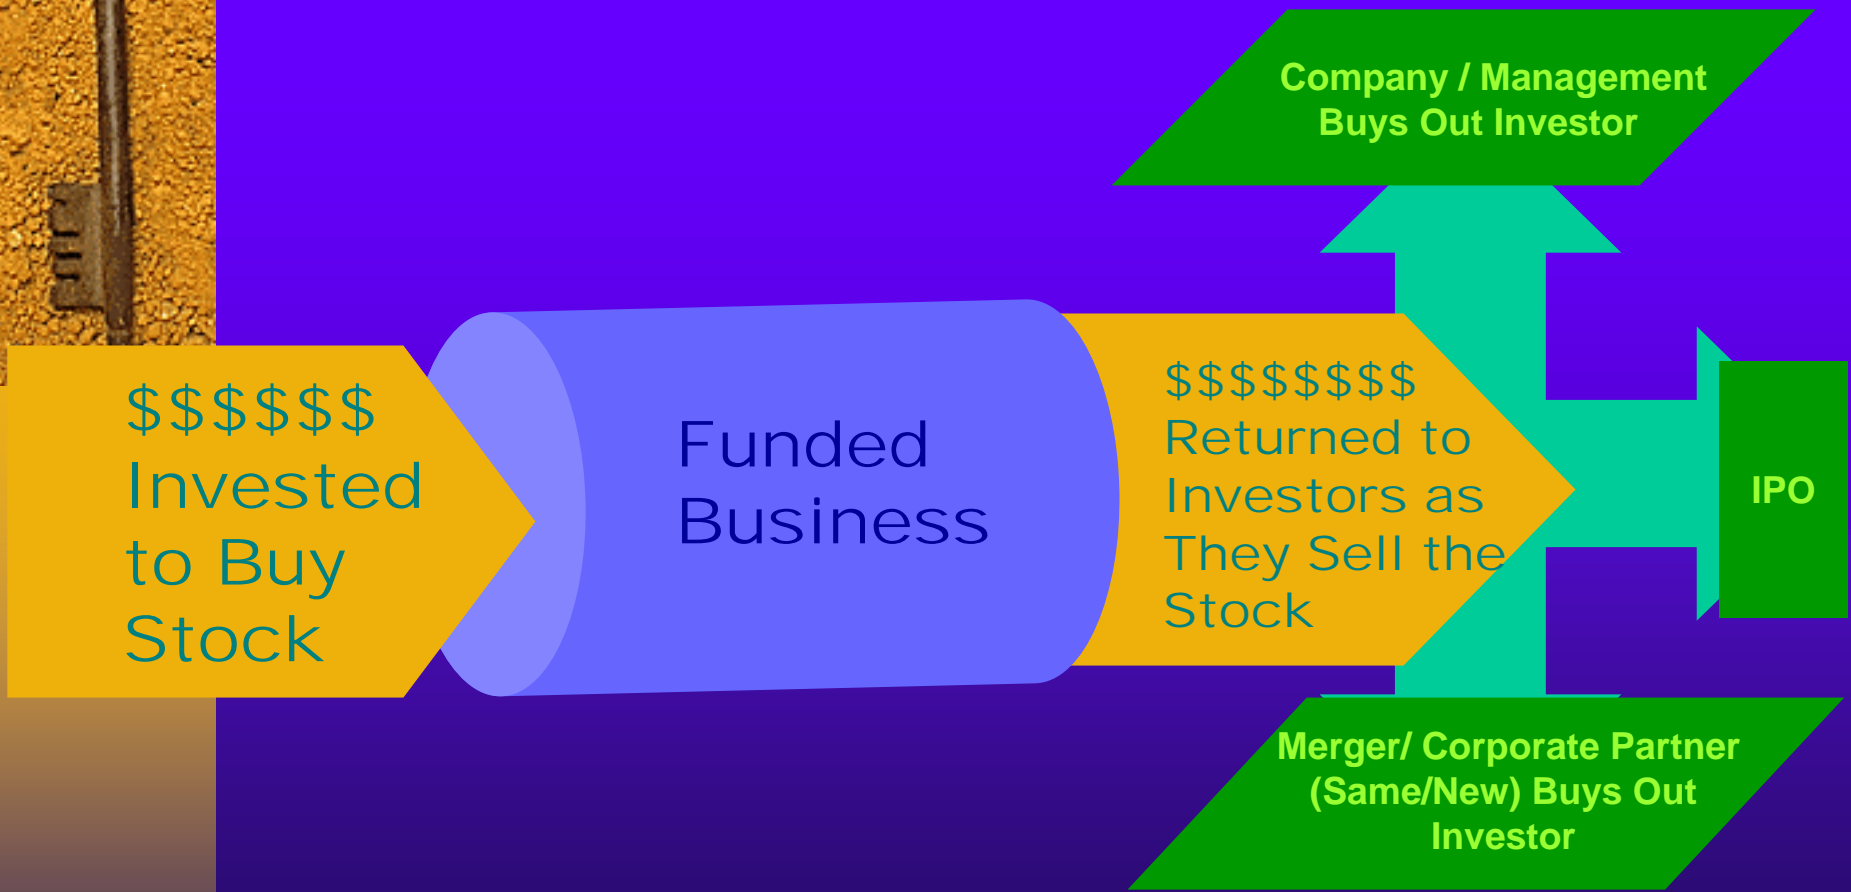 Company / Management
Buys Out Investor
$$$$$$
Invested
to Buy
Stock
Funded
Business
$$$$$$$$
Returned to
Investors as
They Sell the
Stock
IPO
Merger/ Corporate Partner
(Same/New) Buys Out
Investor